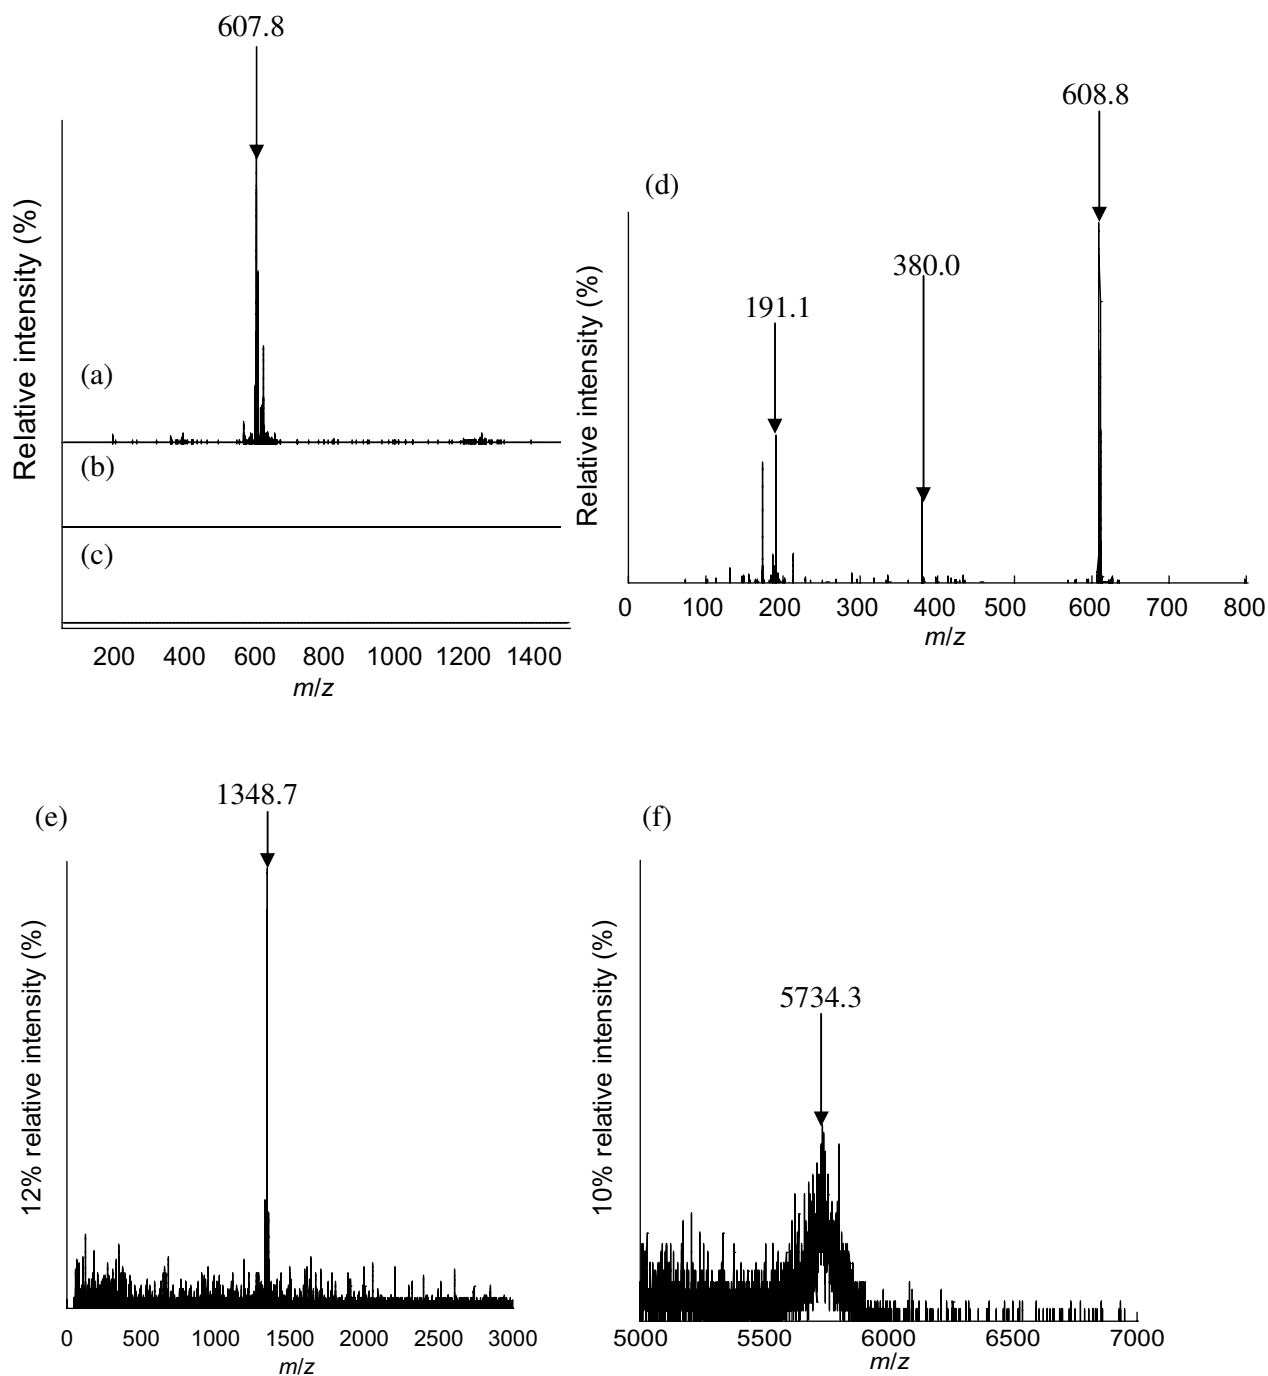 607.8
Relative intensity (%)
(a)
(b)
(c)
200 400 600 800 1000 1200 1400
m/z
608.8
(d)
380.0
191.1
Relative intensity (%)
0 100 200 300 400 500 600 700 800
m/z
1348.7
(e)
12% relative intensity (%)
0 500 1000 1500 2000 2500 3000
m/z
(f)
5734.3
10% relative intensity (%)
5000 5500 6000 6500 7000
m/z